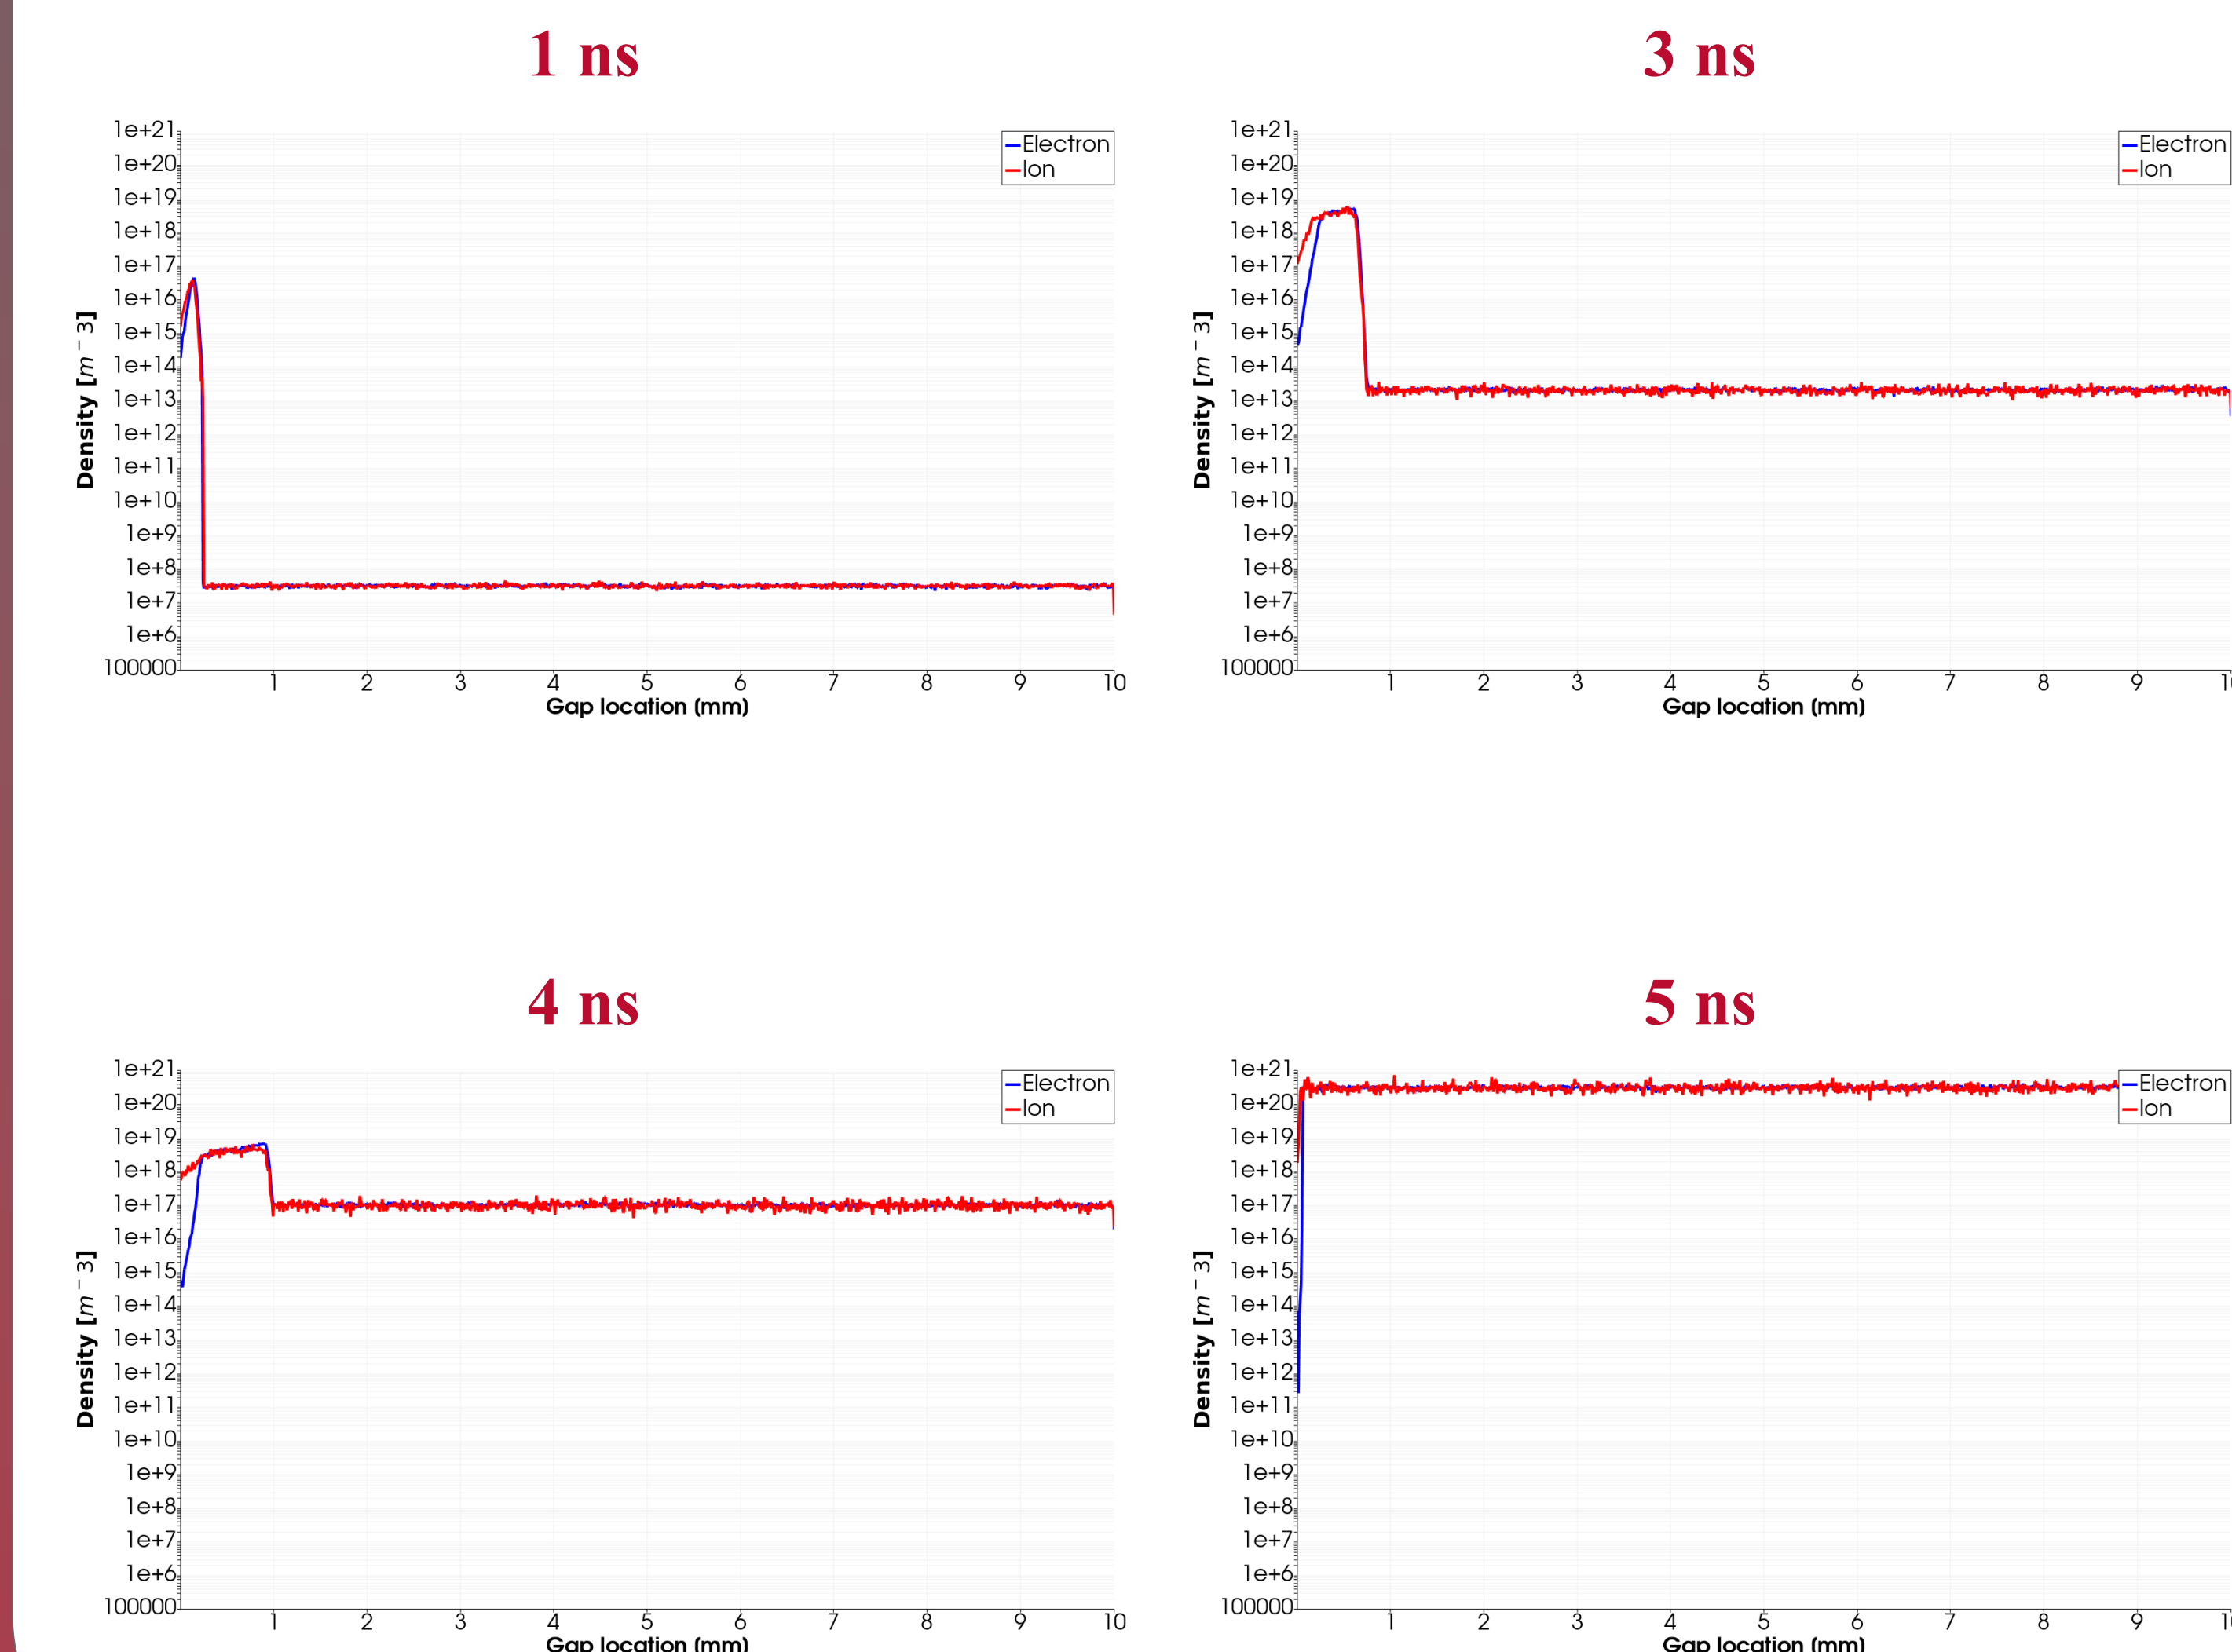 1 ns
1e+21
1e+20
1e+19
1e+18
1e+17
1e+16
1e+15
1e+14
1e+13
1e+12
1e+11
1e+10
1e+9
1e+8
1e+7
1e+6
100000
Density [m⁻3]
Electron
Ion
1 2 3 4 5 6 7 8 9 10
Gap location (mm)
3 ns
1e+21
1e+20
1e+19
1e+18
1e+17
1e+16
1e+15
1e+14
1e+13
1e+12
1e+11
1e+10
1e+9
1e+8
1e+7
1e+6
100000
Density [m⁻3]
Electron
Ion
1 2 3 4 5 6 7 8 9
Gap location (mm)
4 ns
1e+21
1e+20
1e+19
1e+18
1e+17
1e+16
1e+15
1e+14
1e+13
1e+12
1e+11
1e+10
1e+9
1e+8
1e+7
1e+6
100000
Density [m⁻3]
Electron
Ion
1 2 3 4 5 6 7 8 9 10
Gap location (mm)
5 ns
1e+21
1e+20
1e+19
1e+18
1e+17
1e+16
1e+15
1e+14
1e+13
1e+12
1e+11
1e+10
1e+9
1e+8
1e+7
1e+6
100000
Density [m⁻3]
Electron
Ion
1 2 3 4 5 6 7 8 9
Gap location (mm)